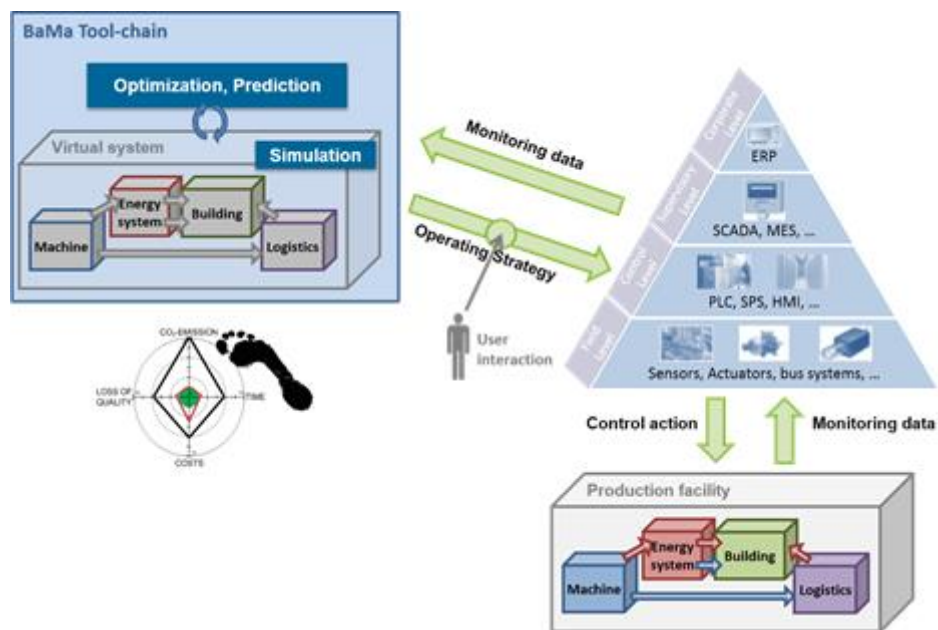 BaMa Tool-chain
Optimization, Prediction
Virtual system
Simulation
Energy
system
Building
Machine
Logistics
Monitoring data
Operating Strategy
User
interaction
Corporate
Level
Supervisory
Level
Control
Level
Field
Level
ERP
SCADA, MES, ...
PLC, SPS, HMI, ...
Sensors, Actuators, bus systems, ...
CO₂-EMISSION
LOSS OF
QUALITY
TIME
COSTS
Control action
Monitoring data
Production facility
Energy
system
Building
Machine
Logistics